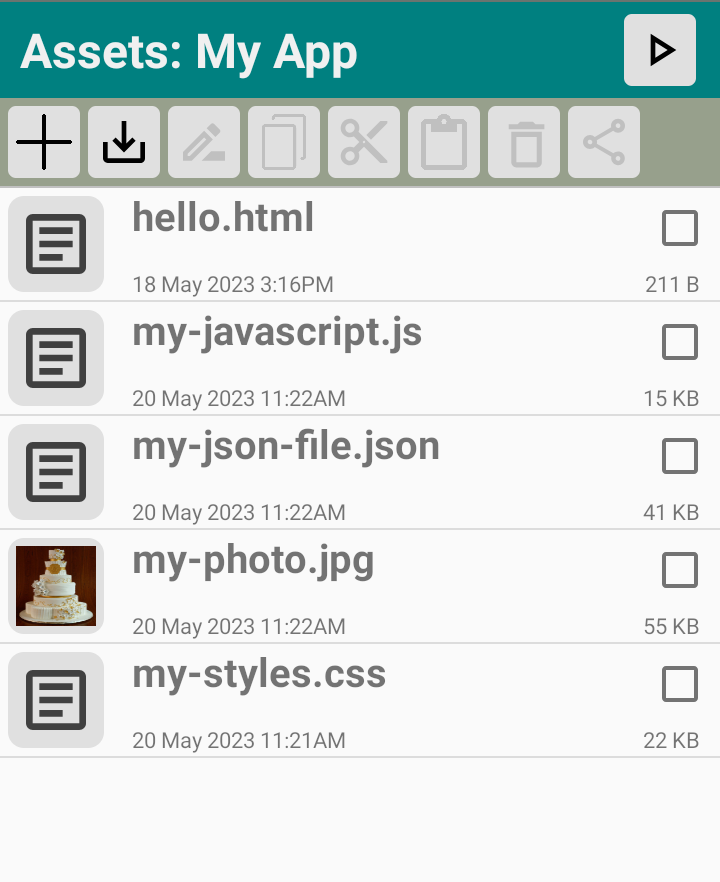 Assets: My App
hello.html
18 May 2023 3:16PM 211 B
my-javascript.js
20 May 2023 11:22AM 15 KB
my-json-file.json
20 May 2023 11:22AM 41 KB
my-photo.jpg
20 May 2023 11:22AM 55 KB
my-styles.css
20 May 2023 11:21AM 22 KB